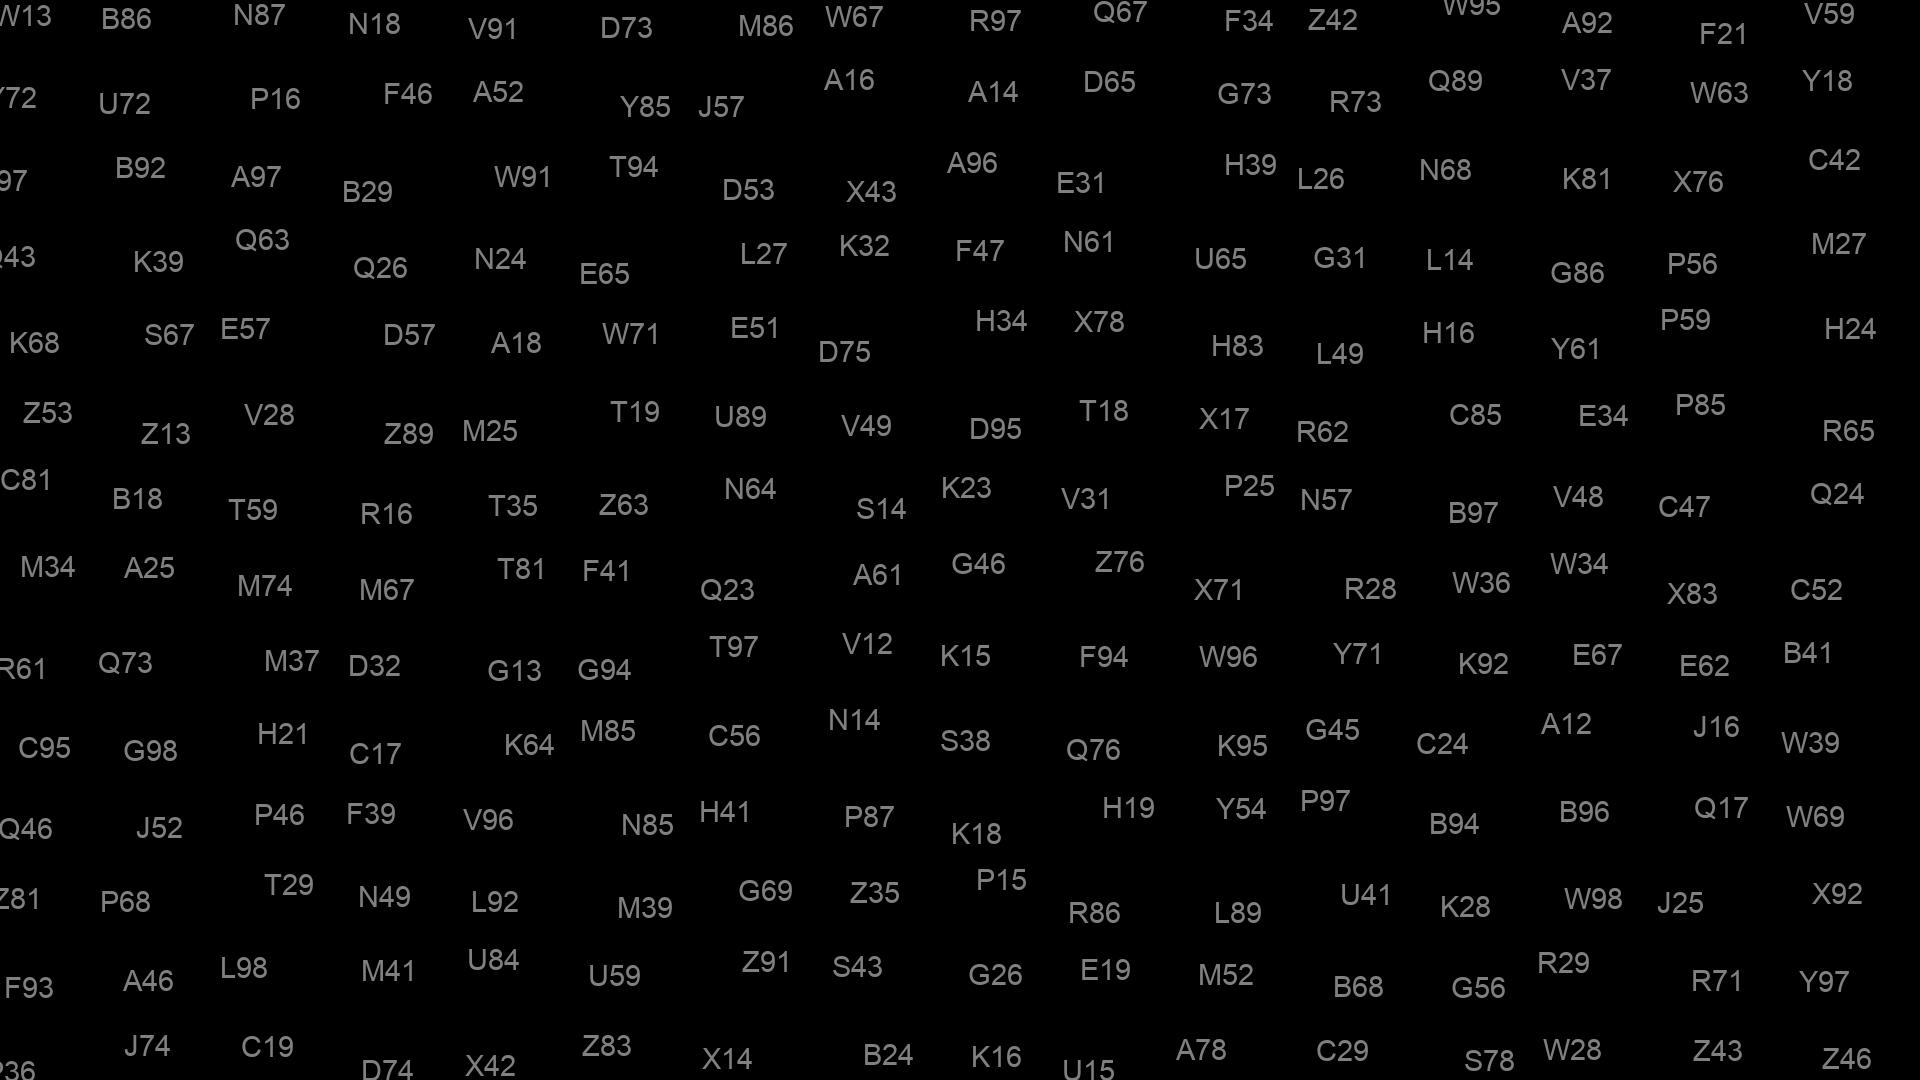 W13 B86 N87 N18 V91 D73 M86 W67 R97 Q67 F34 Z42 W95 A92 F21 V59
Y72 U72 P16 F46 A52 Y85 J57 A16 A14 D65 G73 R73 Q89 V37 W63 Y18
97 B92 A97 B29 W91 T94 D53 X43 A96 E31 H39 L26 N68 K81 X76 C42
Q43 K39 Q63 Q26 N24 E65 L27 K32 F47 N61 U65 G31 L14 G86 P56 M27
K68 S67 E57 D57 A18 W71 E51 D75 H34 X78 H83 L49 H16 Y61 P59 H24
Z53 Z13 V28 Z89 M25 T19 U89 V49 D95 T18 X17 R62 C85 E34 P85 R65
C81 B18 T59 R16 T35 Z63 N64 S14 K23 V31 P25 N57 B97 V48 C47 Q24
M34 A25 M74 M67 T81 F41 Q23 A61 G46 Z76 X71 R28 W36 W34 X83 C52
R61 Q73 M37 D32 G13 G94 T97 V12 K15 F94 W96 Y71 K92 E67 E62 B41
C95 G98 H21 C17 K64 M85 C56 N14 S38 Q76 K95 G45 C24 A12 J16 W39
Q46 J52 P46 F39 V96 N85 H41 P87 K18 H19 Y54 P97 B94 B96 Q17 W69
Z81 P68 T29 N49 L92 M39 G69 Z35 P15 R86 L89 U41 K28 W98 J25 X92
F93 A46 L98 M41 U84 U59 Z91 S43 G26 E19 M52 B68 G56 R29 R71 Y97
36 J74 C19 D74 X42 Z83 X14 B24 K16 U15 A78 C29 S78 W28 Z43 Z46